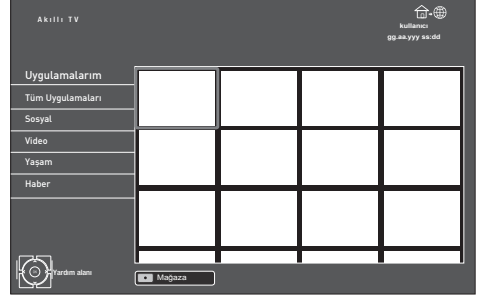 Akıllı TV
kullanıcı
gg.aa.yyy ss:dd
Uygulamalarım
Tüm Uygulamaları
Sosyal
Video
Yaşam
Haber
Yardım alanı
Mağaza